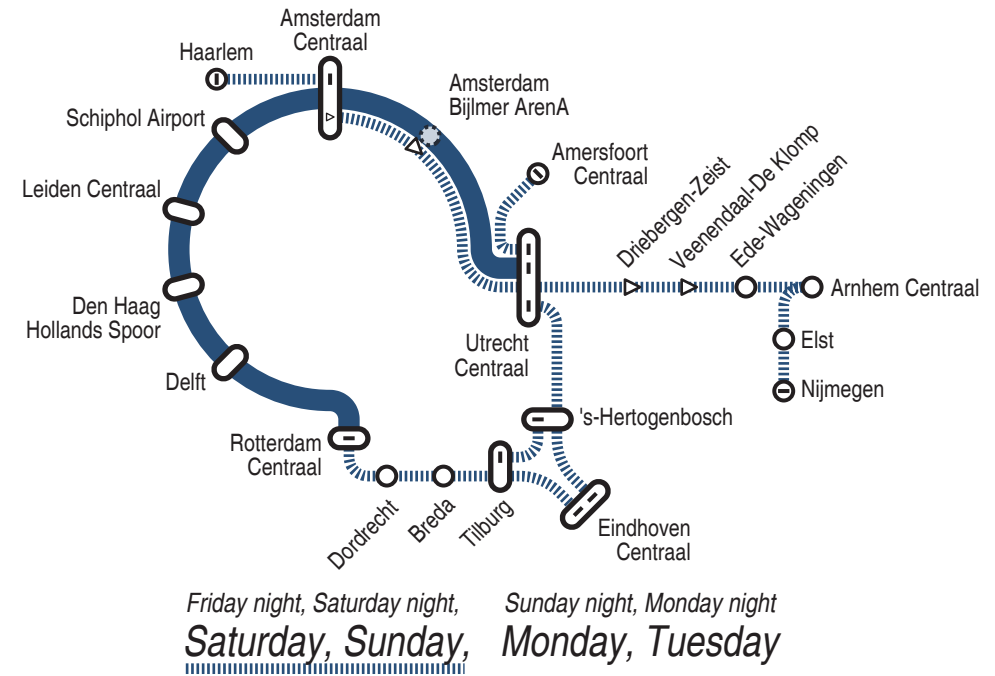 Amsterdam
Centraal
Haarlem
Amsterdam
Bijlmer ArenA
Schiphol Airport
Amersfoort
Centraal
Leiden Centraal
Driebergen-Zeist
Veenendaal-De Klomp
Ede-Wageningen
Arnhem Centraal
Den Haag
Hollands Spoor
Utrecht
Centraal
Elst
Delft
Nijmegen
's-Hertogenbosch
Rotterdam
Centraal
Dordrecht
Breda
Tilburg
Eindhoven
Centraal
Friday night, Saturday night,
Saturday, Sunday,
Sunday night, Monday night
Monday, Tuesday